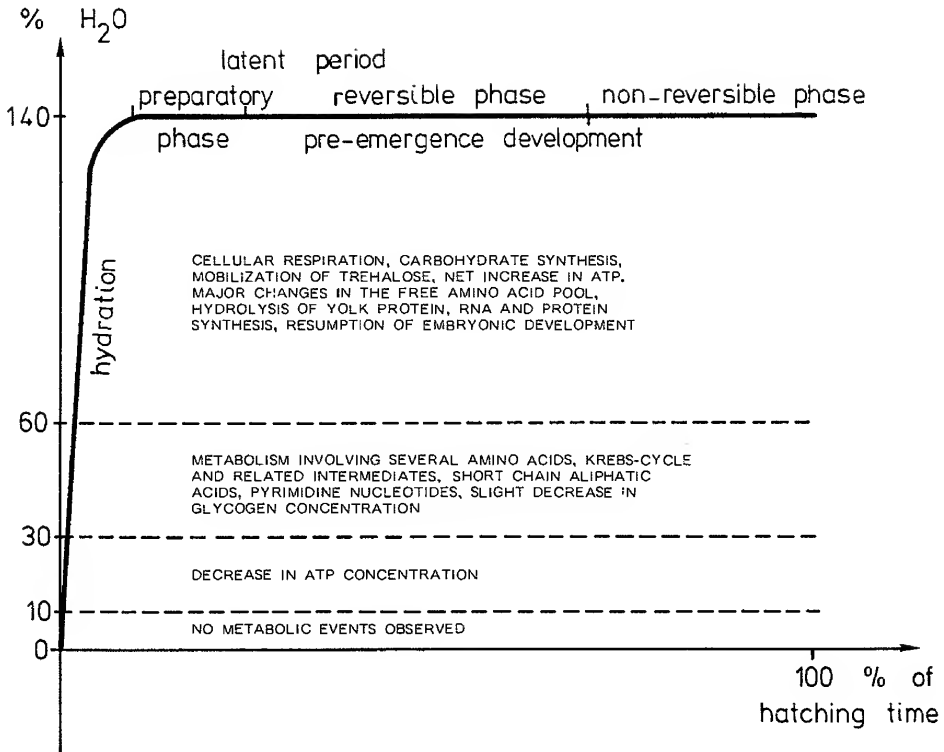 % H2O
latent period
preparatory reversible phase non-reversible phase
140
phase pre-emergence development
hydration
CELLULAR RESPIRATION, CARBOHYDRATE SYNTHESIS,
MOBILIZATION OF TREHALOSE, NET INCREASE IN ATP.
MAJOR CHANGES IN THE FREE AMINO ACID POOL,
HYDROLYSIS OF YOLK PROTEIN, RNA AND PROTEIN
SYNTHESIS, RESUMPTION OF EMBRYONIC DEVELOPMENT
60
METABOLISM INVOLVING SEVERAL AMINO ACIDS, KREBS-CYCLE
AND RELATED INTERMEDIATES, SHORT CHAIN ALIPHATIC
ACIDS, PYRIMIDINE NUCLEOTIDES, SLIGHT DECREASE IN
GLYCOGEN CONCENTRATION
30
DECREASE IN ATP CONCENTRATION
10
NO METABOLIC EVENTS OBSERVED
0
100 % of
hatching time